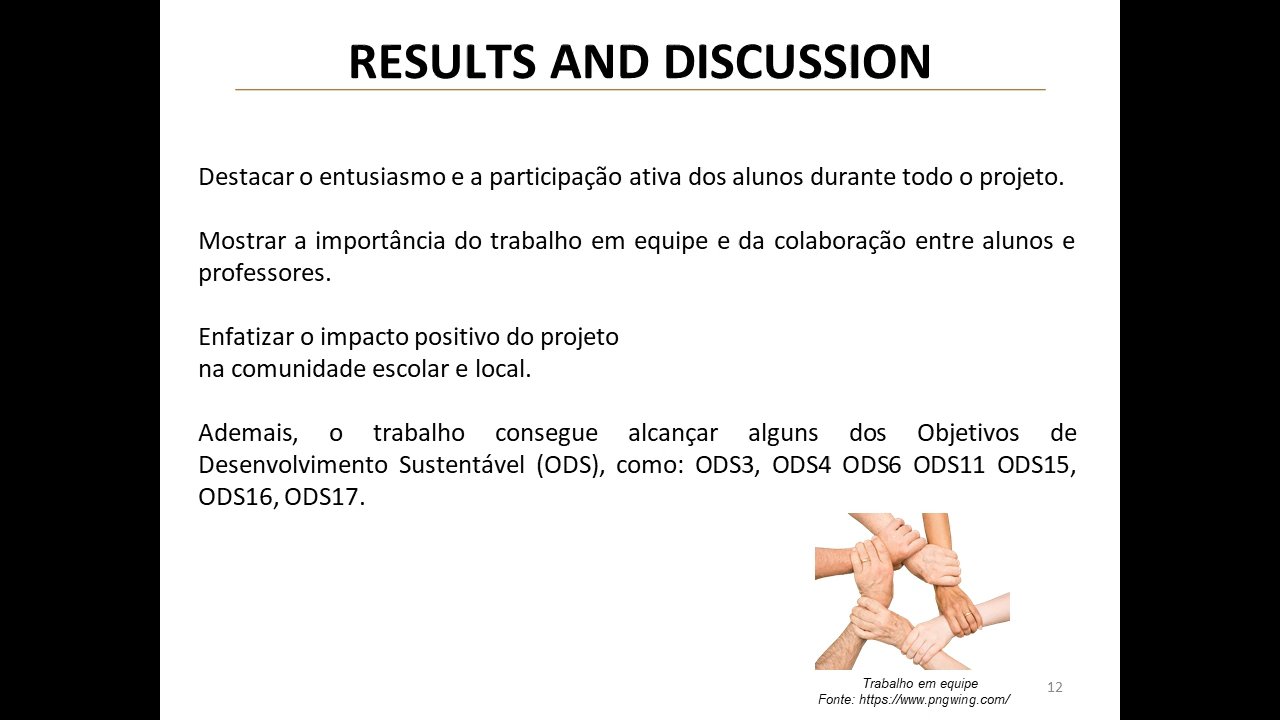 RESULTS AND DISCUSSION
Destacar o entusiasmo e a participação ativa dos alunos durante todo o projeto.
Mostrar a importância do trabalho em equipe e da colaboração entre alunos e
professores.
Enfatizar o impacto positivo do projeto
na comunidade escolar e local.
Ademais, o trabalho consegue alcançar alguns dos Objetivos de
Desenvolvimento Sustentável (ODS), como: ODS3, ODS4 ODS6 ODS11 ODS15,
ODS16, ODS17.
Trabalho em equipe
Fonte: https://www.pngwing.com/
12